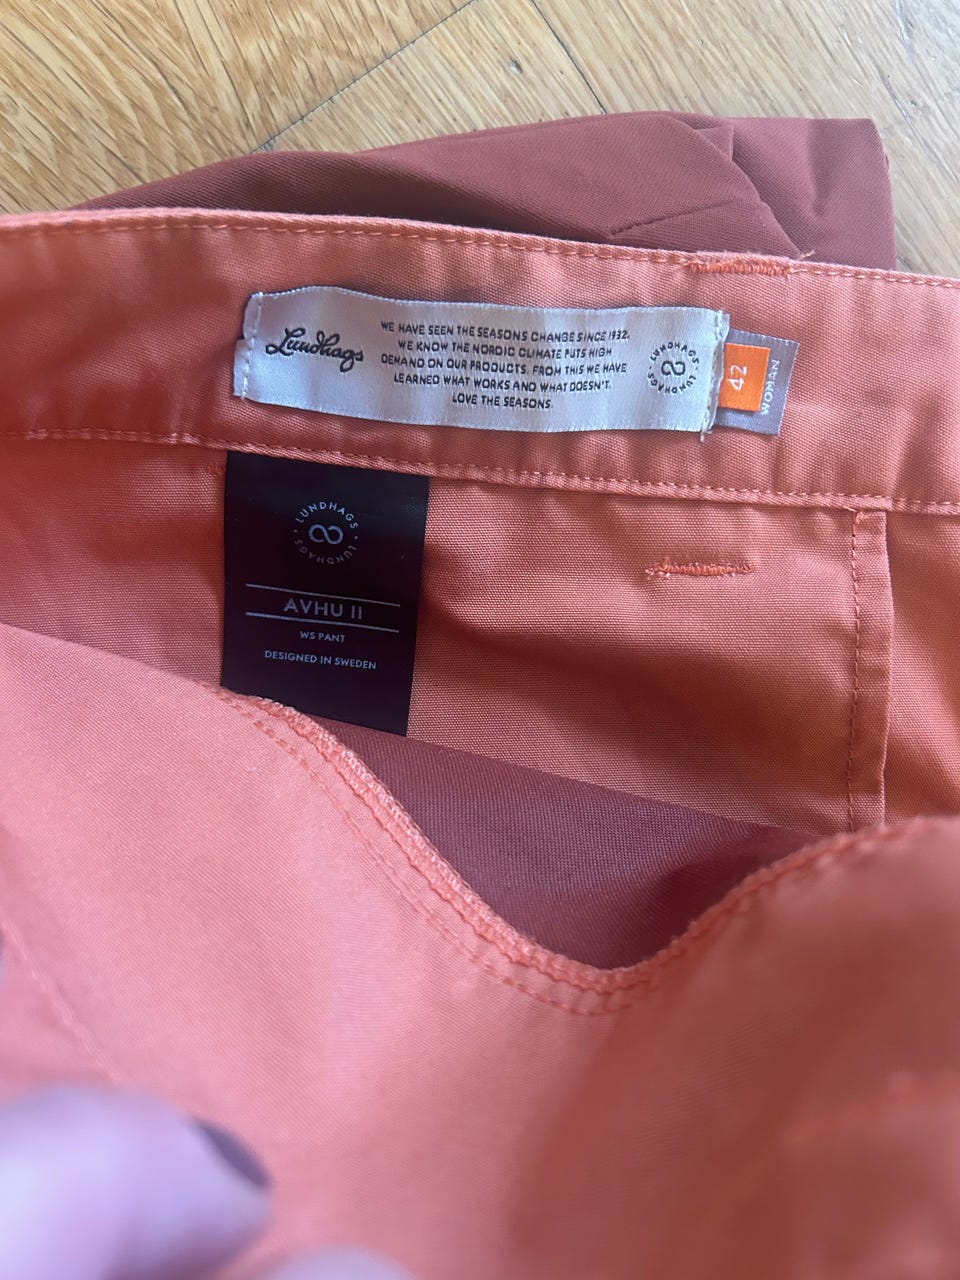 Lundhags
WE HAVE SEEN THE SEASONS CHANGE SINCE 1932.
WE KNOW THE NORDIC CLIMATE PUTS HIGH
DEMAND ON OUR PRODUCTS. FROM THIS WE HAVE
LEARNED WHAT WORKS AND WHAT DOESN'T.
LOVE THE SEASONS.
LUNDHAGS · LUNDHAGS ·
42
WOMAN
LUNDHAGS · LUNDHAGS ·
AVHU II
WS PANT
DESIGNED IN SWEDEN